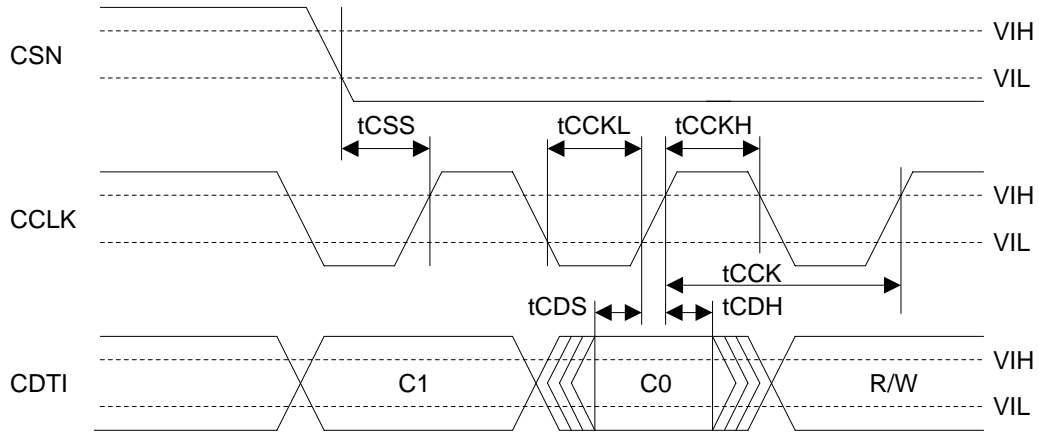 CSN
VIH
VIL
tCSS
tCCKL
tCCKH
CCLK
VIH
VIL
tCCK
tCDS
tCDH
CDTI
C1
C0
R/W
VIH
VIL